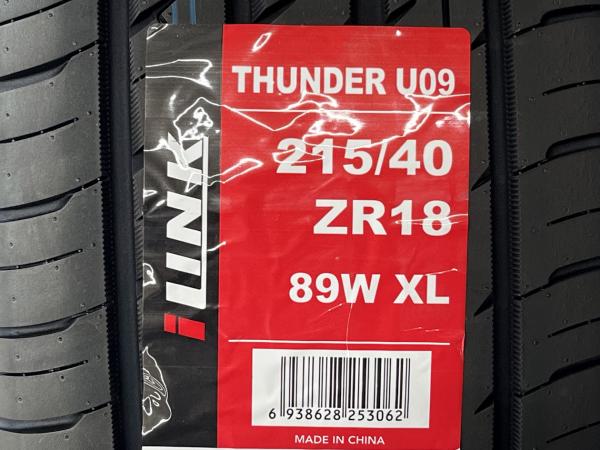 iLINK
THUNDER U09
215/40
ZR18
89W XL
6 938628 253062
MADE IN CHINA